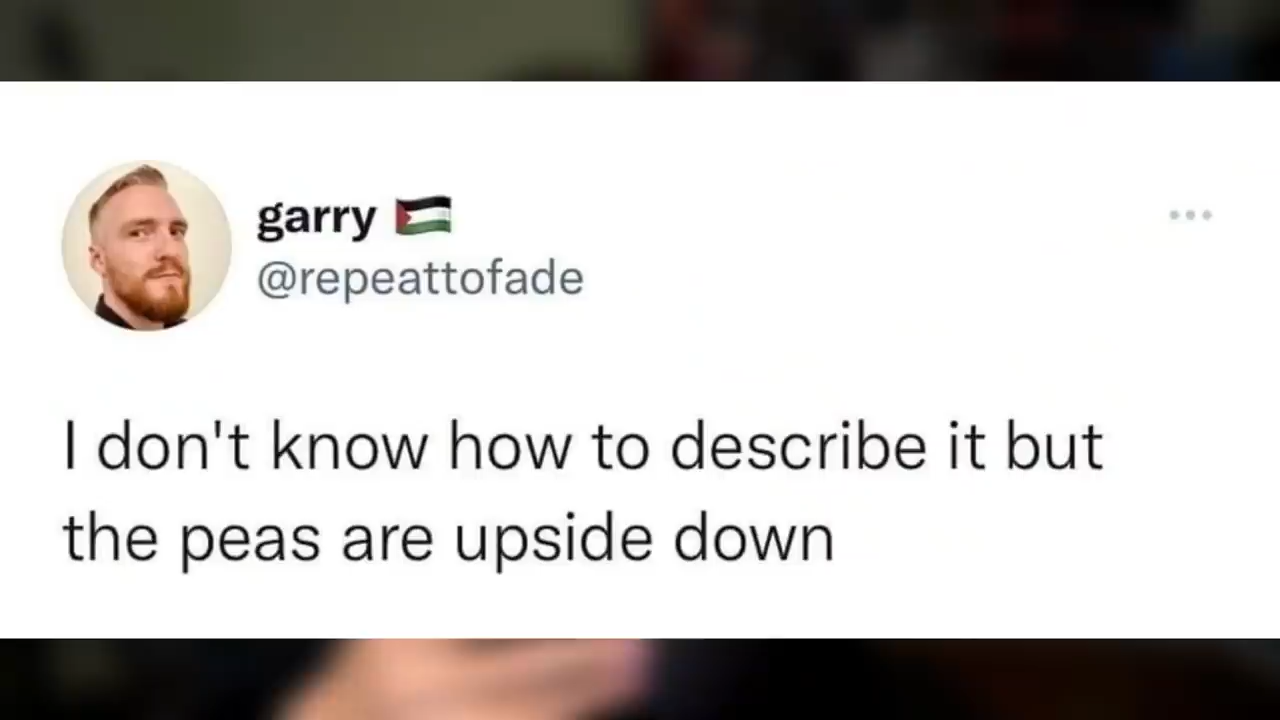 garry 🇵🇸
@repeattofade
I don't know how to describe it but
the peas are upside down